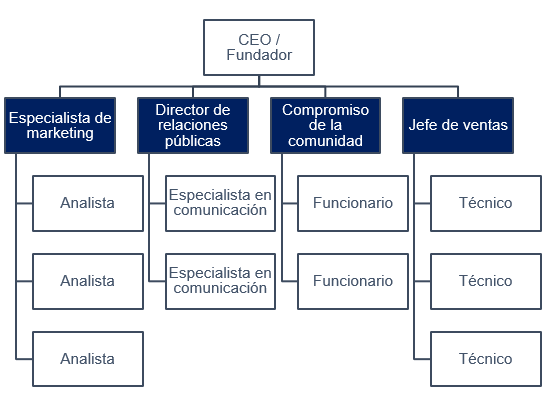 CEO /
Fundador
Especialista de
marketing
Director de
relaciones
públicas
Compromiso
de la
comunidad
Jefe de ventas
Analista
Especialista en
comunicación
Funcionario
Técnico
Analista
Especialista en
comunicación
Funcionario
Técnico
Analista
Técnico